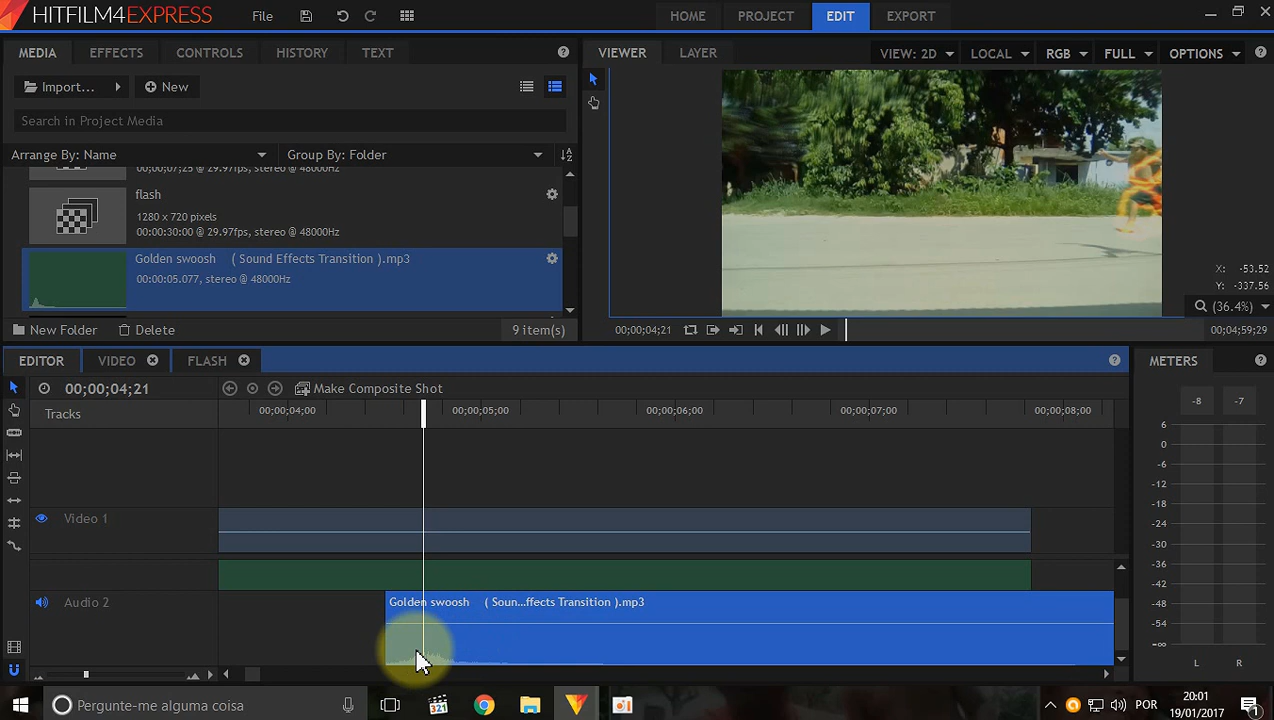 HITFILM4EXPRESS
File
HOME
PROJECT
EDIT
EXPORT
MEDIA
EFFECTS
CONTROLS
HISTORY
TEXT
VIEWER
LAYER
VIEW: 2D
LOCAL
RGB
FULL
OPTIONS
Import...
New
Search in Project Media
Arrange By: Name
Group By: Folder
00;00;07;25 @ 29.97fps, stereo @ 48000Hz
flash
1280 x 720 pixels
00:00:30:00 @ 29.97fps, stereo @ 48000Hz
Golden swoosh ( Sound Effects Transition ).mp3
00:00:05.077, stereo @ 48000Hz
X: -53.52
Y: -337.56
(36.4%)
New Folder
Delete
9 item(s)
00;00;04;21
00;04;59;29
EDITOR
VIDEO
FLASH
METERS
00;00;04;21
Make Composite Shot
-8
-7
Tracks
00;00;04;00
00;00;05;00
00;00;06;00
00;00;07;00
00;00;08;00
6
0
-6
-12
-18
-24
-30
-36
-42
-48
-54
-∞
L
R
Video 1
Audio 2
Golden swoosh ( Soun...ffects Transition ).mp3
Pergunte-me alguma coisa
321
POR
20:01
19/01/2017
1